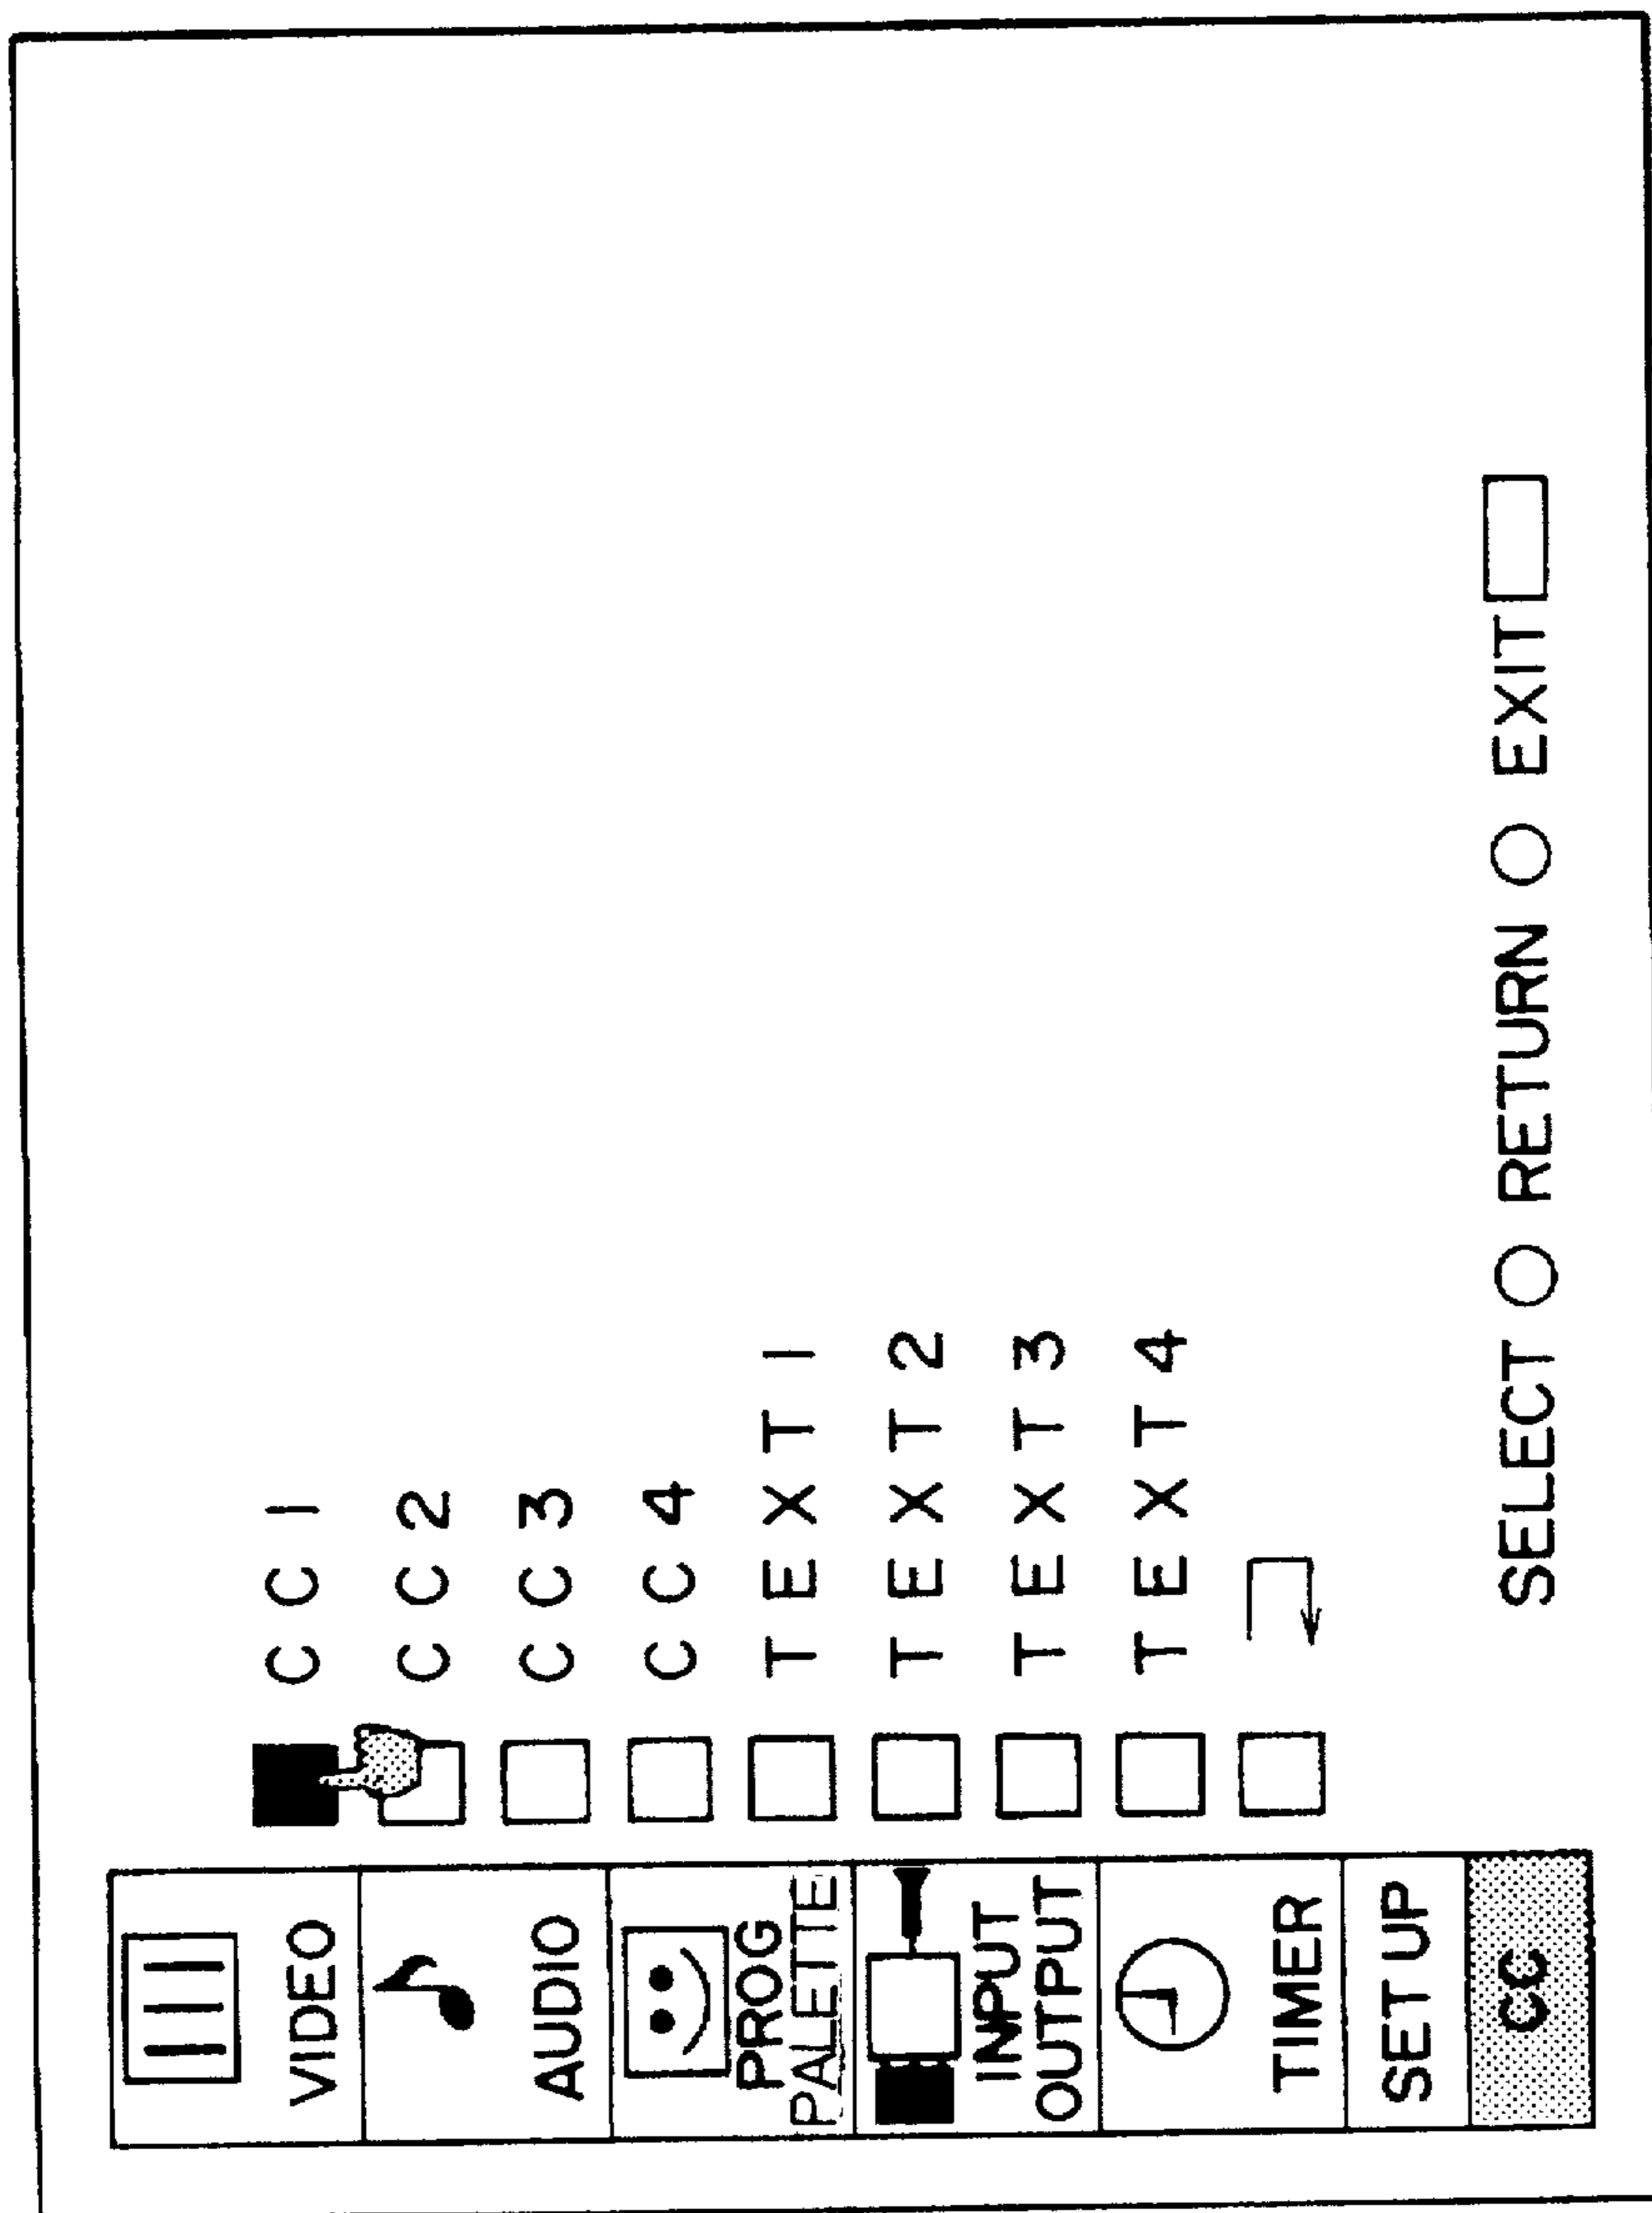 VIDEO
AUDIO
PROG
PALETTE
INPUT
OUTPUT
TIMER
SET UP
CC
CC1
CC2
CC3
CC4
TEXT1
TEXT2
TEXT3
TEXT4
SELECT RETURN EXIT